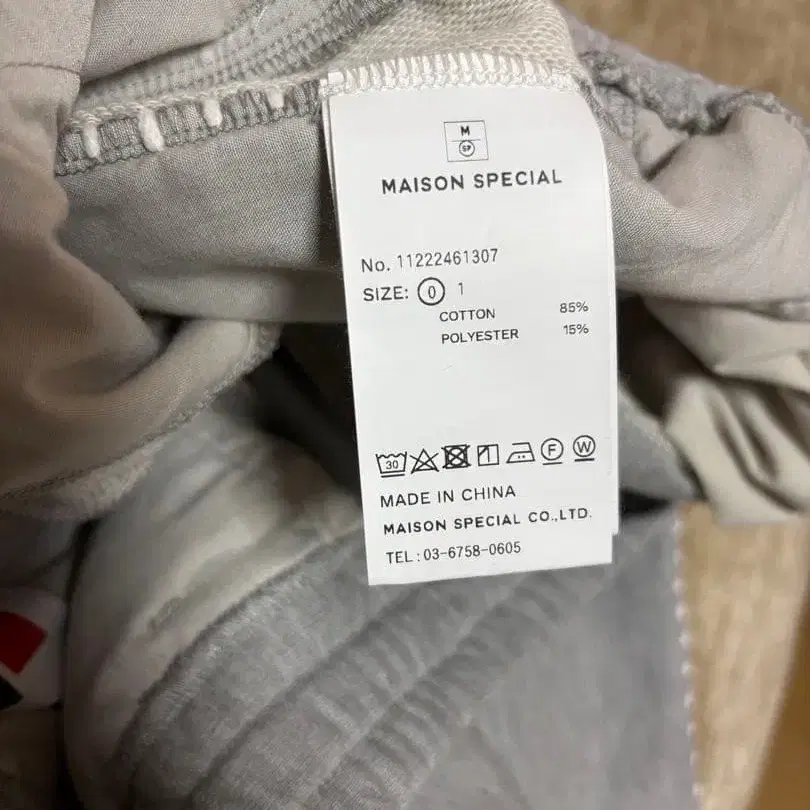 M
SP
MAISON SPECIAL
No. 11222461307
SIZE: 0 1
COTTON 85%
POLYESTER 15%
30 F W
MADE IN CHINA
MAISON SPECIAL CO.,LTD.
TEL : 03-6758-0605